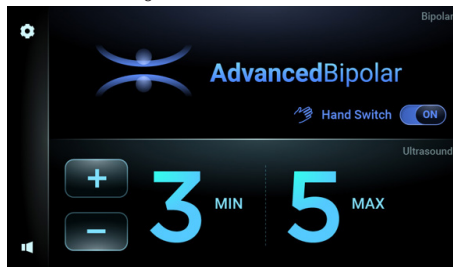 Bipolar
AdvancedBipolar
Hand Switch ON
Ultrasound
+ 3 MIN 5 MAX
−